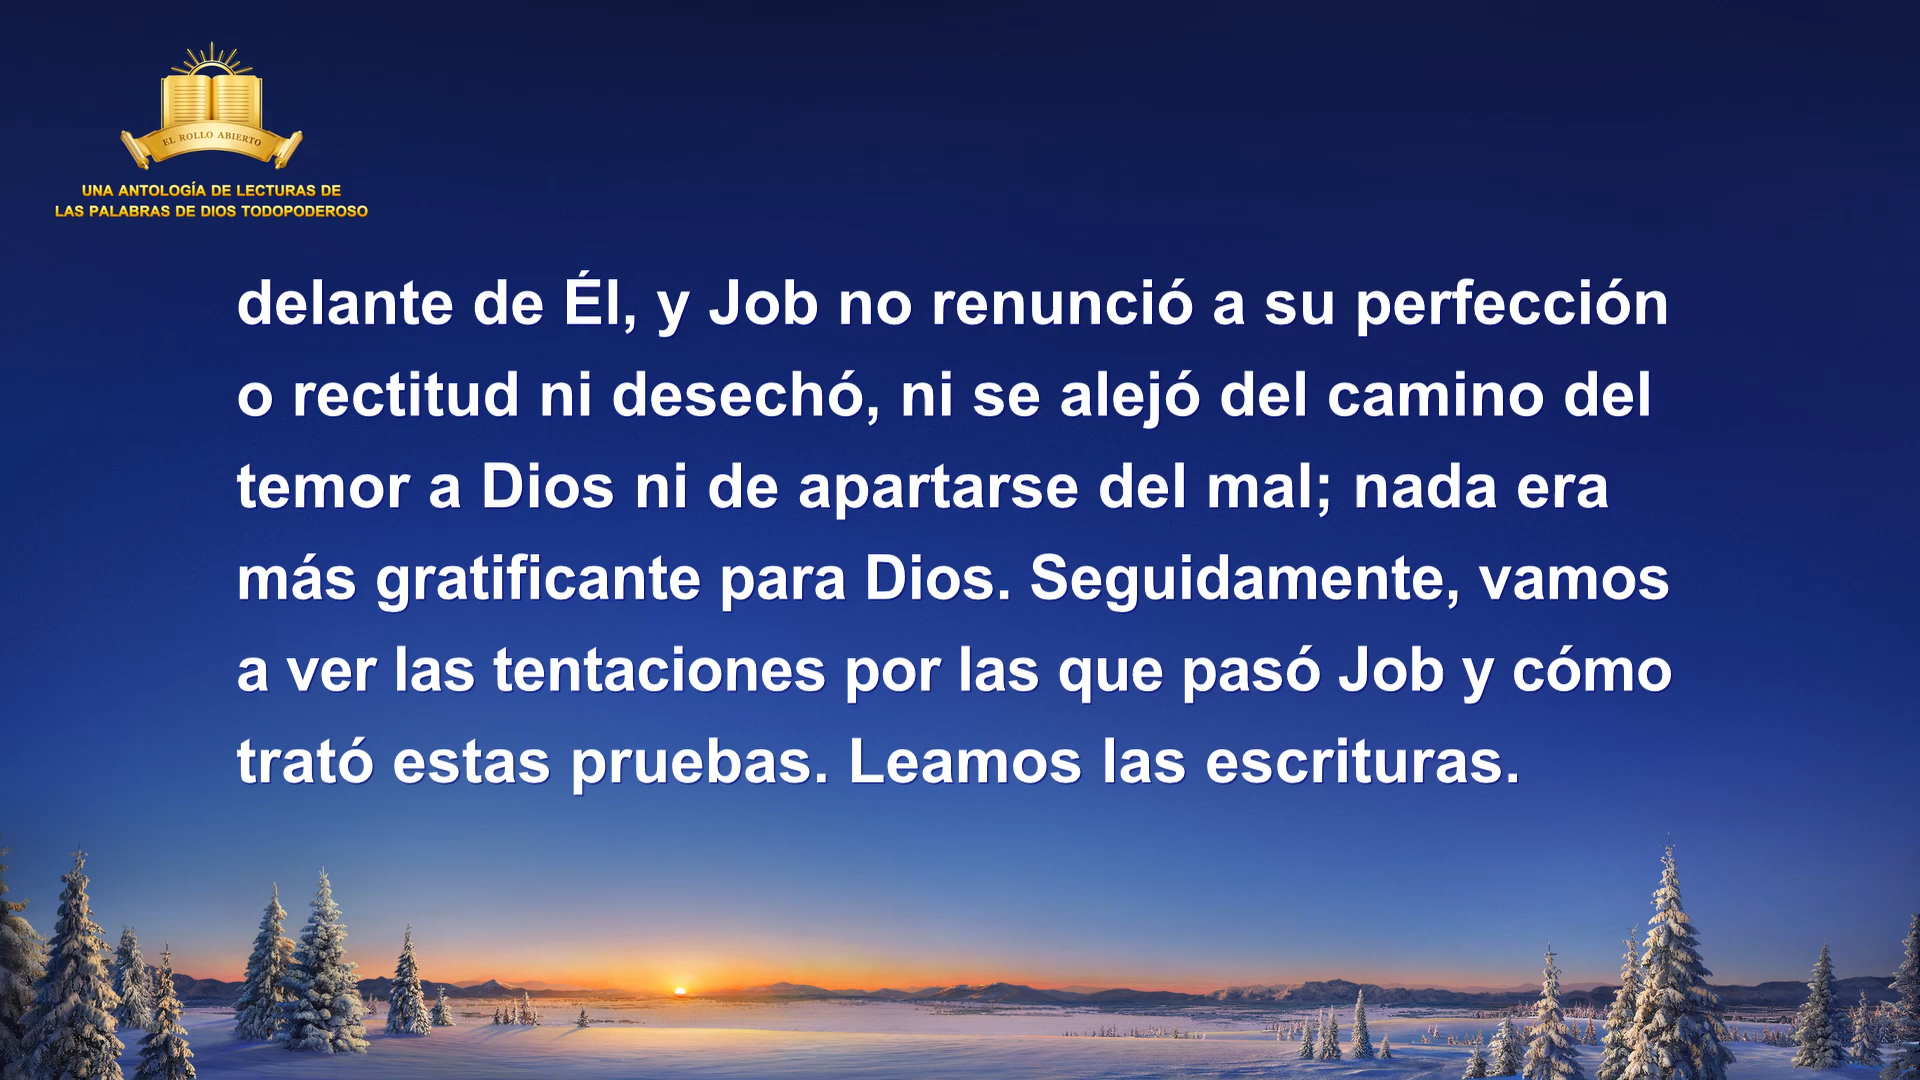 EL ROLLO ABIERTO
UNA ANTOLOGÍA DE LECTURAS DE
LAS PALABRAS DE DIOS TODOPODEROSO
delante de Él, y Job no renunció a su perfección
o rectitud ni desechó, ni se alejó del camino del
temor a Dios ni de apartarse del mal; nada era
más gratificante para Dios. Seguidamente, vamos
a ver las tentaciones por las que pasó Job y cómo
trató estas pruebas. Leamos las escrituras.